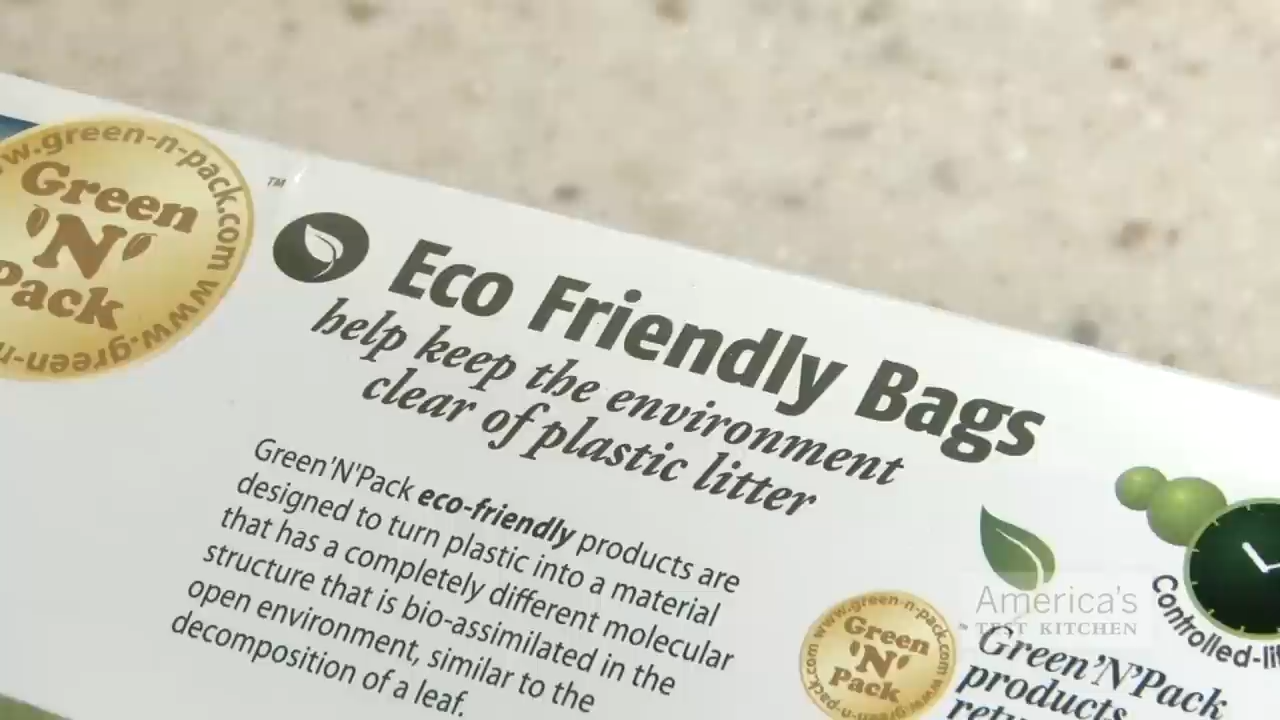 www.green-n-pack.com
Green
'N'
Pack
™
Eco Friendly Bags
help keep the environment
clear of plastic litter
Green'N'Pack eco-friendly products are
designed to turn plastic into a material
that has a completely different molecular
structure that is bio-assimilated in the
open environment, similar to the
decomposition of a leaf.
www.green-n-pack.com
Green
'N'
Pack
America's
TEST KITCHEN
Green'N'Pack
products
Controlled-li